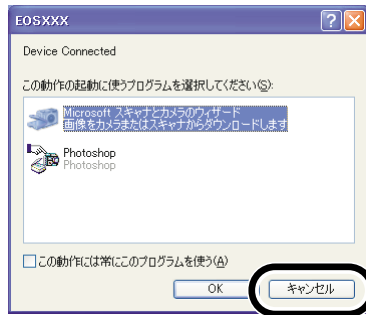 EOSXXX
Device Connected
この動作の起動に使うプログラムを選択してください(S):
Microsoft スキャナとカメラのウィザード
画像をカメラまたはスキャナからダウンロードします
Photoshop
Photoshop
この動作には常にこのプログラムを使う(A)
OK
キャンセル